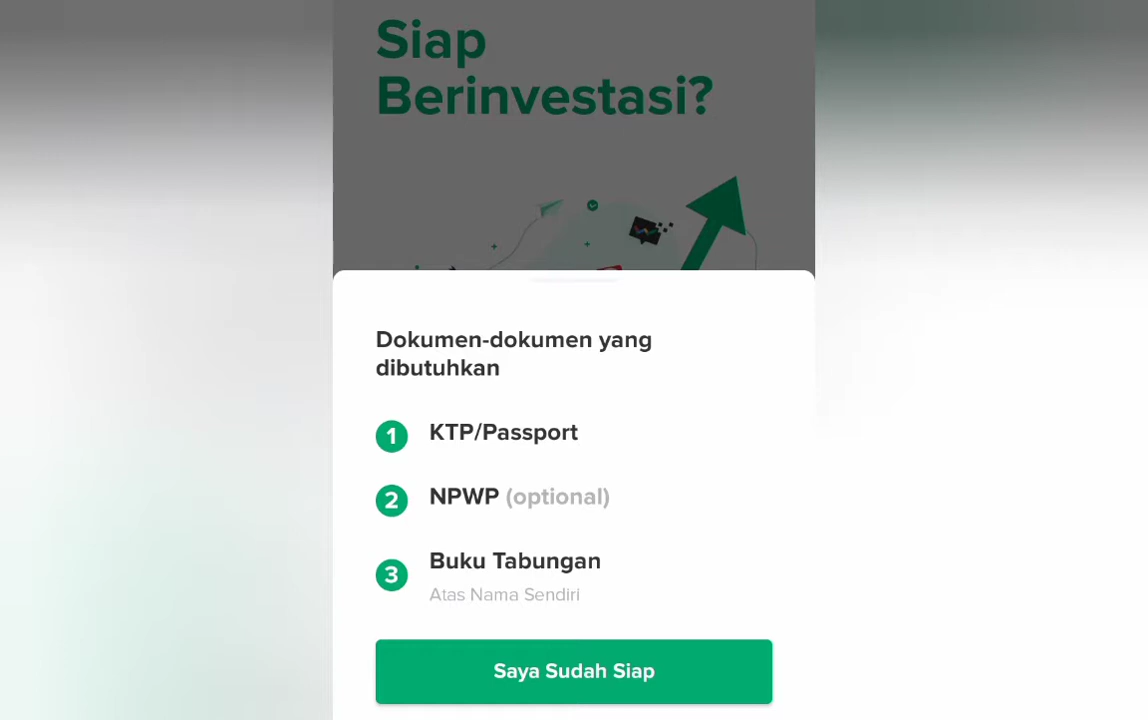 Siap
Berinvestasi?
Dokumen-dokumen yang
dibutuhkan
1 KTP/Passport
2 NPWP (optional)
3 Buku Tabungan
Atas Nama Sendiri
Saya Sudah Siap